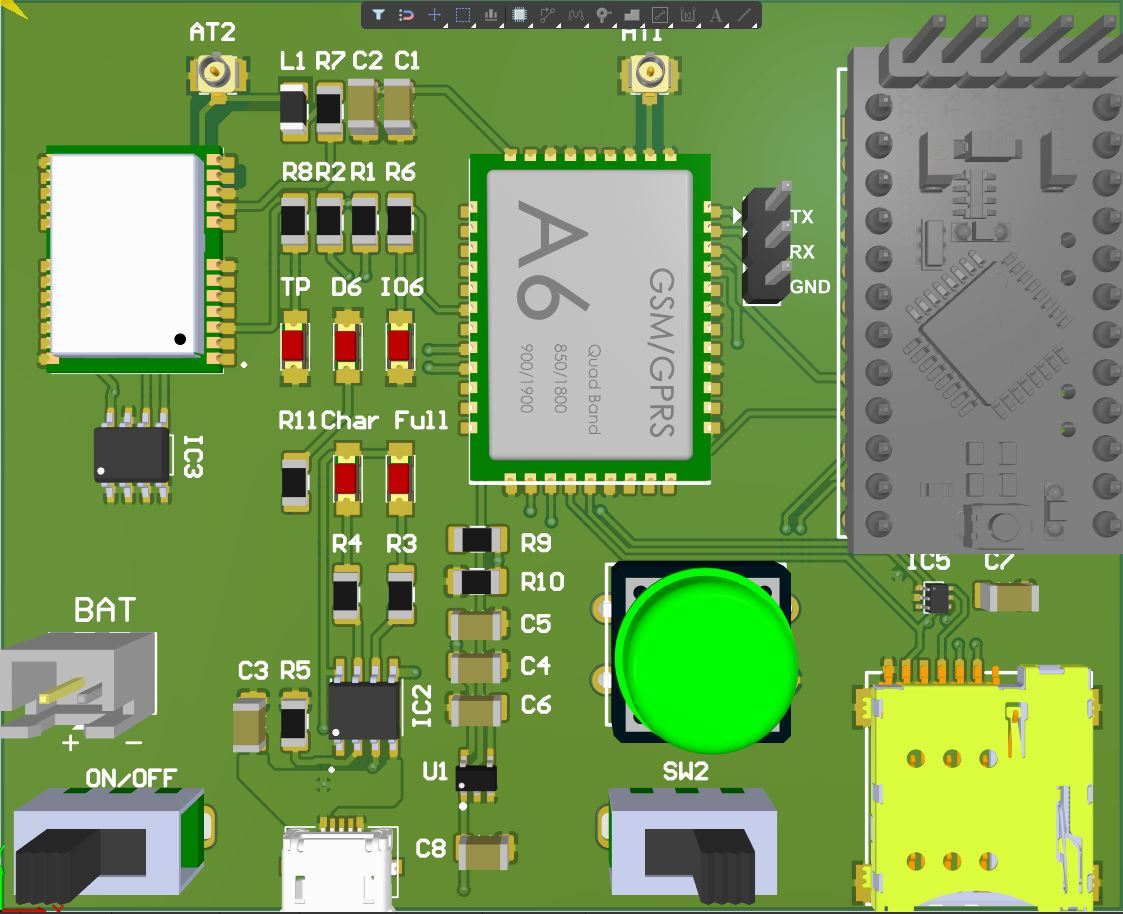 AT2
AT1
L1 R7 C2 C1
R8 R2 R1 R6
TP D6 IO6
A6
GSM/GPRS
Quad Band
850/1800
900/1900
TX
RX
GND
R11 Char Full
IC3
R4 R3
R9
R10
C5
C4
C6
IC5 C7
BAT
+ −
C3 R5
IC2
ON/OFF
U1
SW2
C8